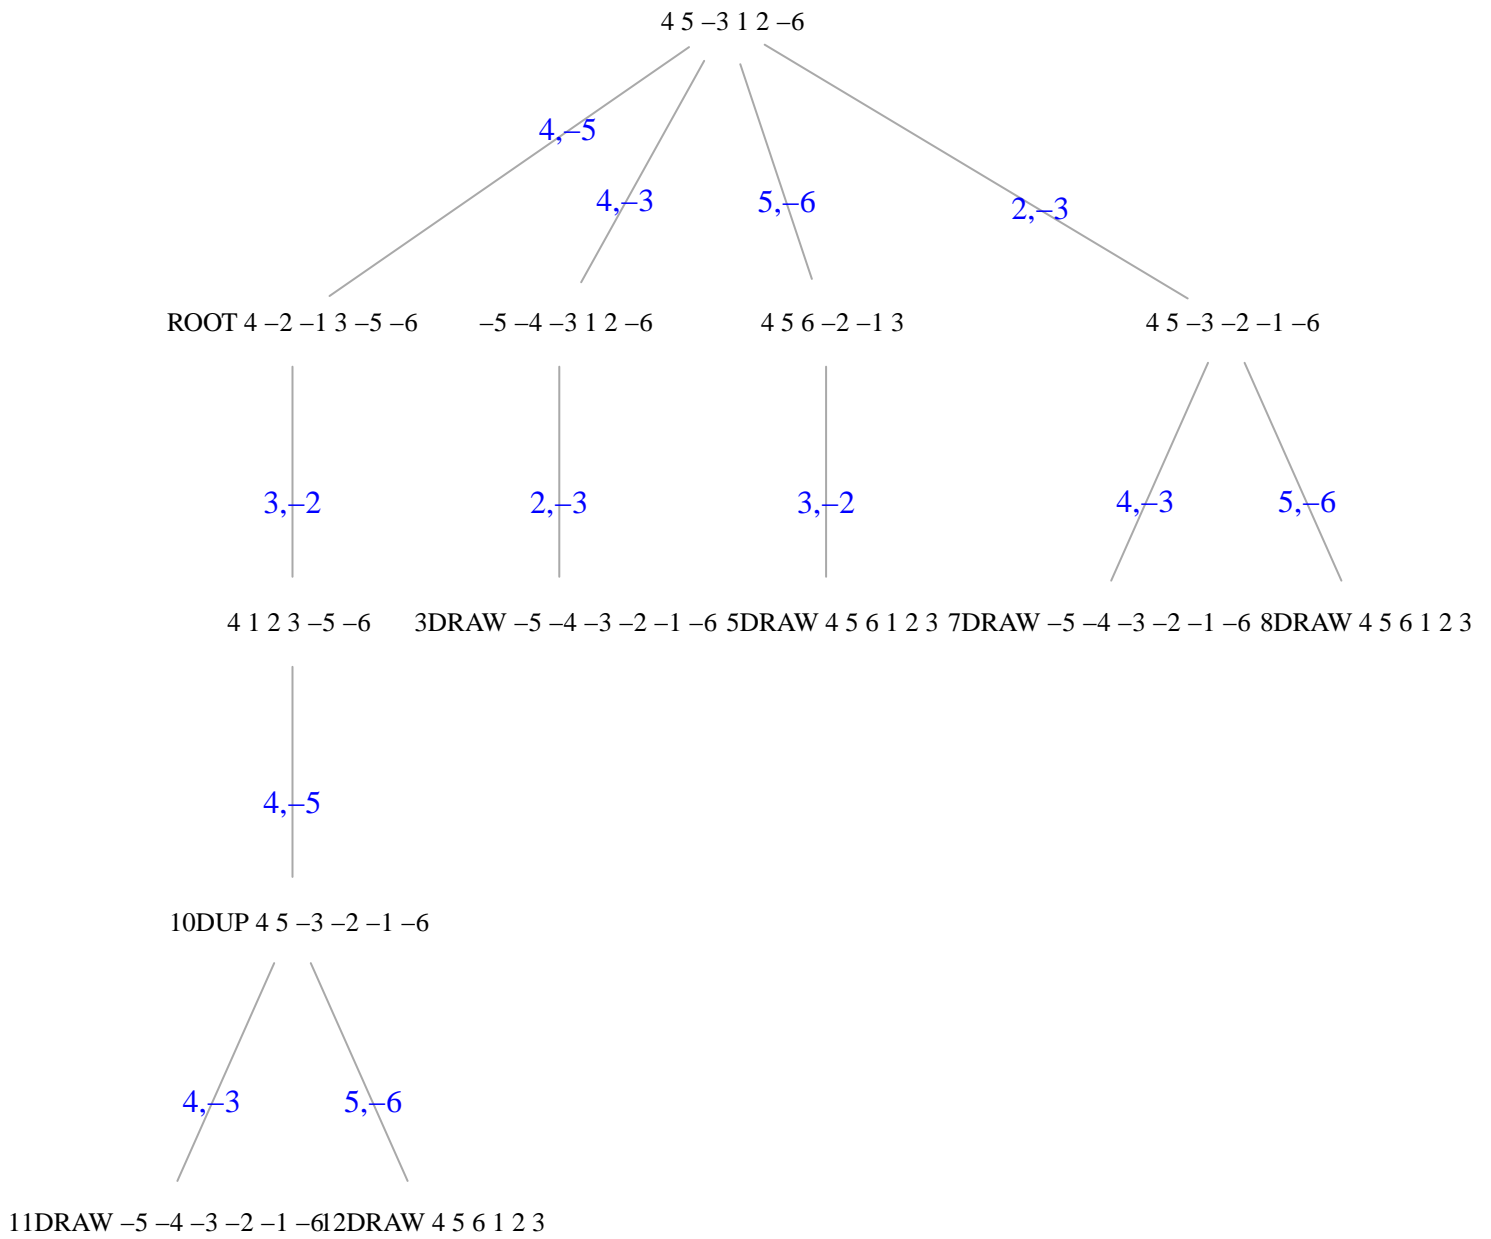 4 5 –3 1 2 –6
4,–5
4,–3
5,–6
2,–3
ROOT 4 –2 –1 3 –5 –6
–5 –4 –3 1 2 –6
4 5 6 –2 –1 3
4 5 –3 –2 –1 –6
3,–2
2,–3
3,–2
4,–3
5,–6
4 1 2 3 –5 –6
3DRAW –5 –4 –3 –2 –1 –6
5DRAW 4 5 6 1 2 3
7DRAW –5 –4 –3 –2 –1 –6
8DRAW 4 5 6 1 2 3
4,–5
10DUP 4 5 –3 –2 –1 –6
4,–3
5,–6
11DRAW –5 –4 –3 –2 –1 –6
12DRAW 4 5 6 1 2 3